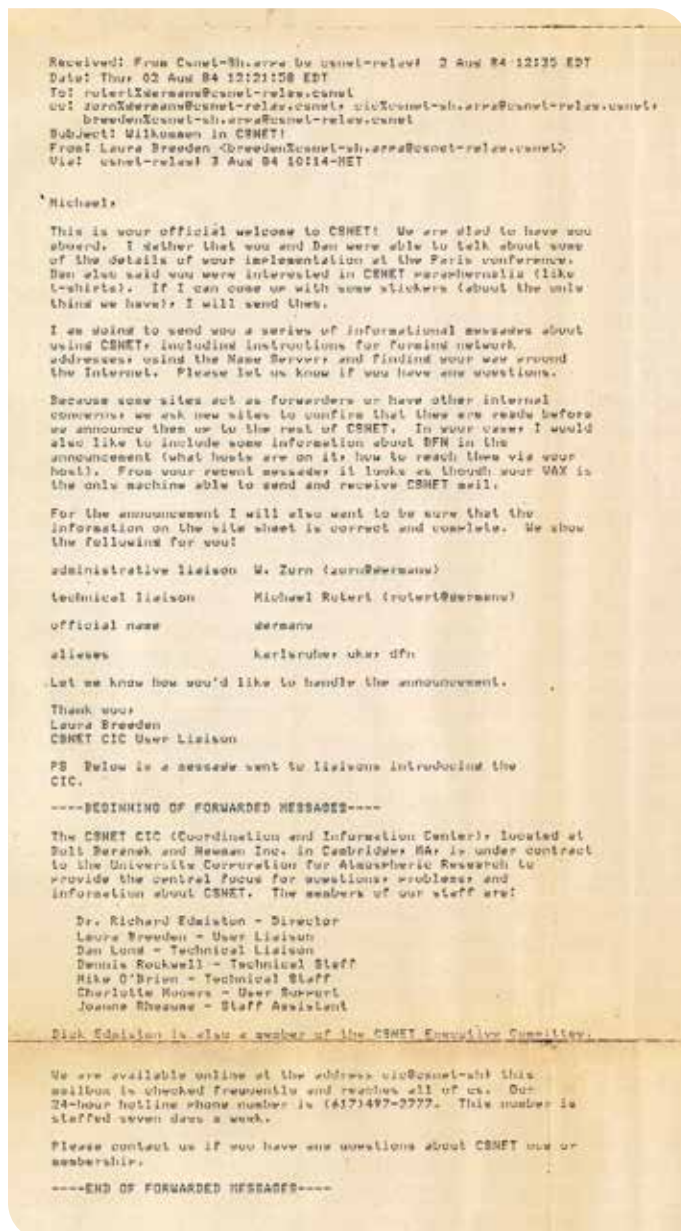 Received: From Csnet-Sh.arpa by csnet-relay; 2 Aug 84 12:35 EDT
Date: Thu, 02 Aug 84 12:21:58 EDT
To: rotert%germany@csnet-relay.csnet
cc: zorn%germany@csnet-relay.csnet, cic%csnet-sh.arpa@csnet-relay.csnet,
breeden%csnet-sh.arpa@csnet-relay.csnet
Subject: Wilkomen in CSNET!
From: Laura Breeden <breeden%csnet-sh.arpa@csnet-relay.csnet>
Via: csnet-relay; 3 Aug 84 10:14-MET
Michael,
This is your official welcome to CSNET! We are glad to have you
aboard. I gather that you and Dan were able to talk about some
of the details of your implementation at the Paris conference.
Dan also said you were interested in CSNET paraphernalia (like
t-shirts). If I can come up with some stickers (about the only
thing we have), I will send them.
I am going to send you a series of informational messages about
using CSNET, including instructions for forming network
addresses, using the Name Server, and finding your way around
the Internet. Please let us know if you have any questions.
Because some sites act as forwarders or have other internal
concerns, we ask new sites to confirm that they are ready before
we announce them up to the rest of CSNET. In your case, I would
also like to include some information about DFN in the
announcement (what hosts are on it, how to reach them via your
host). From your recent message, it looks as though your VAX is
the only machine able to send and receive CSNET mail.
For the announcement I will also want to be sure that the
information on the site sheet is correct and complete. We show
the following for you:
administrative liaison W. Zorn (zorn@germany)
technical liaison Michael Rotert (rotert@germany)
official name germany
aliases karlsruhe, uka, dfn
Let me know how you'd like to handle the announcement.
Thank you,
Laura Breeden
CSNET CIC User Liaison
PS Below is a message sent to liaisons introducing the
CIC.
----BEGINNING OF FORWARDED MESSAGES----
The CSNET CIC (Coordination and Information Center), located at
Bolt Beranek and Newman Inc. in Cambridge, MA, is under contract
to the University Corporation for Atmospheric Research to
provide the central focus for questions, problems, and
information about CSNET. The members of our staff are:
Dr. Richard Edmiston - Director
Laura Breeden - User Liaison
Dan Long - Technical Liaison
Dennis Rockwell - Technical Staff
Mike O'Brien - Technical Staff
Charlotte Mooers - User Support
Joanne Rheaume - Staff Assistant
Dick Edmiston is also a member of the CSNET Executive Committee.
We are available online at the address cic@csnet-sh; this
mailbox is checked frequently and reaches all of us. Our
24-hour hotline phone number is (617)497-2777. This number is
staffed seven days a week.
Please contact us if you have any questions about CSNET use or
membership.
----END OF FORWARDED MESSAGES----